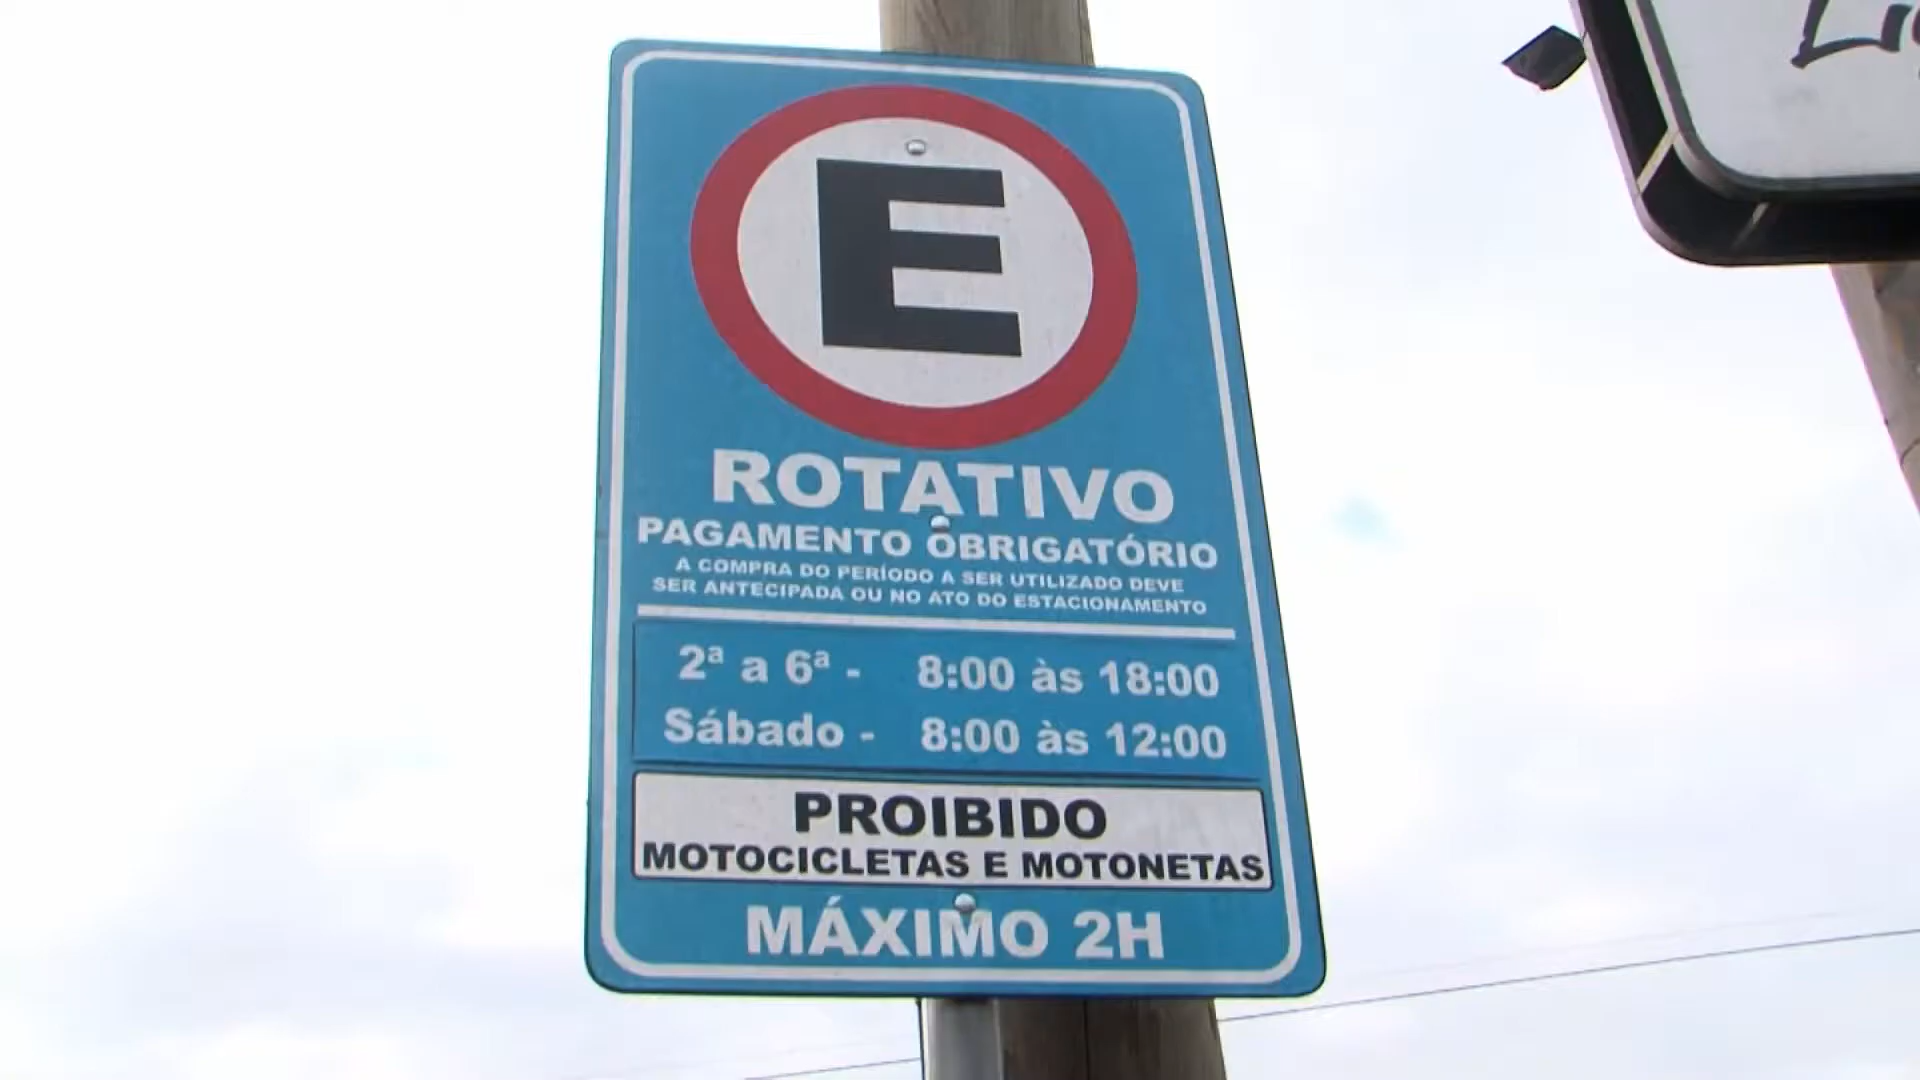 E
ROTATIVO
PAGAMENTO OBRIGATÓRIO
A COMPRA DO PERÍODO A SER UTILIZADO DEVE
SER ANTECIPADA OU NO ATO DO ESTACIONAMENTO
2ª a 6ª - 8:00 às 18:00
Sábado - 8:00 às 12:00
PROIBIDO
MOTOCICLETAS E MOTONETAS
MÁXIMO 2H